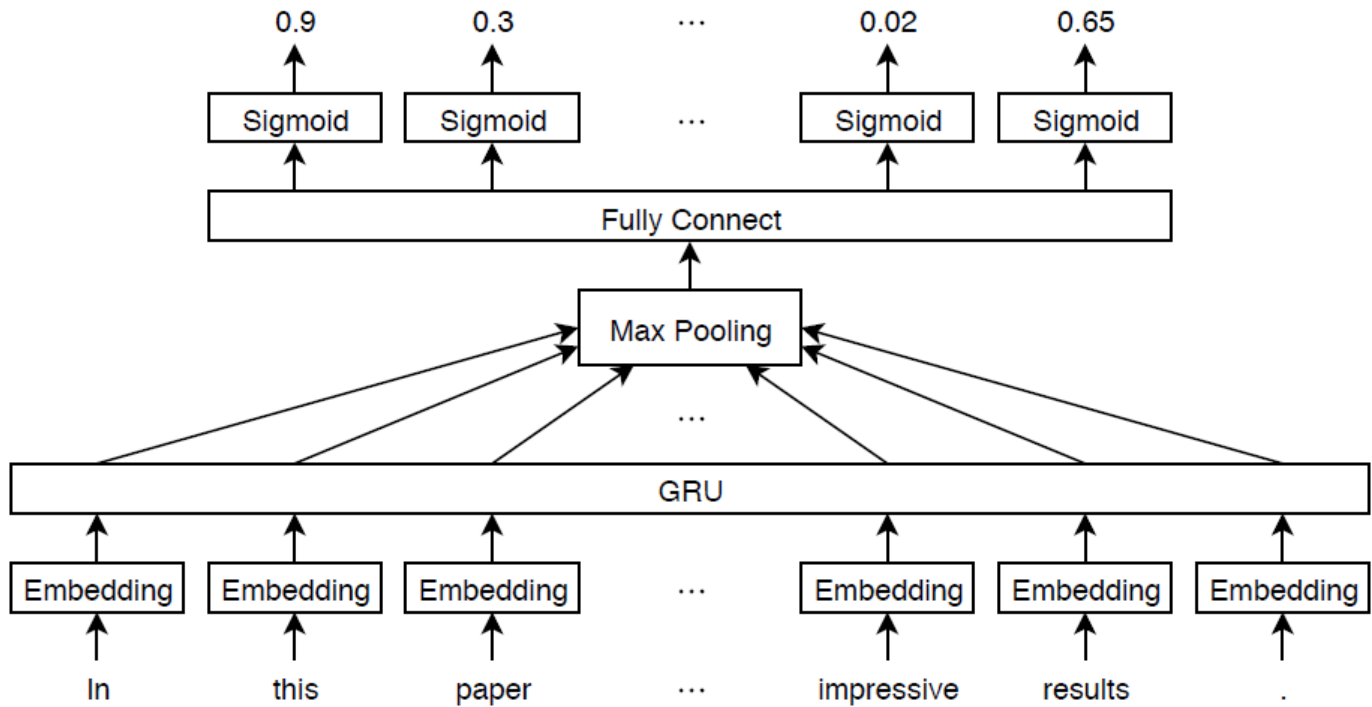 0.9 0.3 ... 0.02 0.65
Sigmoid Sigmoid ... Sigmoid Sigmoid
Fully Connect
Max Pooling
...
GRU
Embedding Embedding Embedding ... Embedding Embedding Embedding
In this paper ... impressive results .